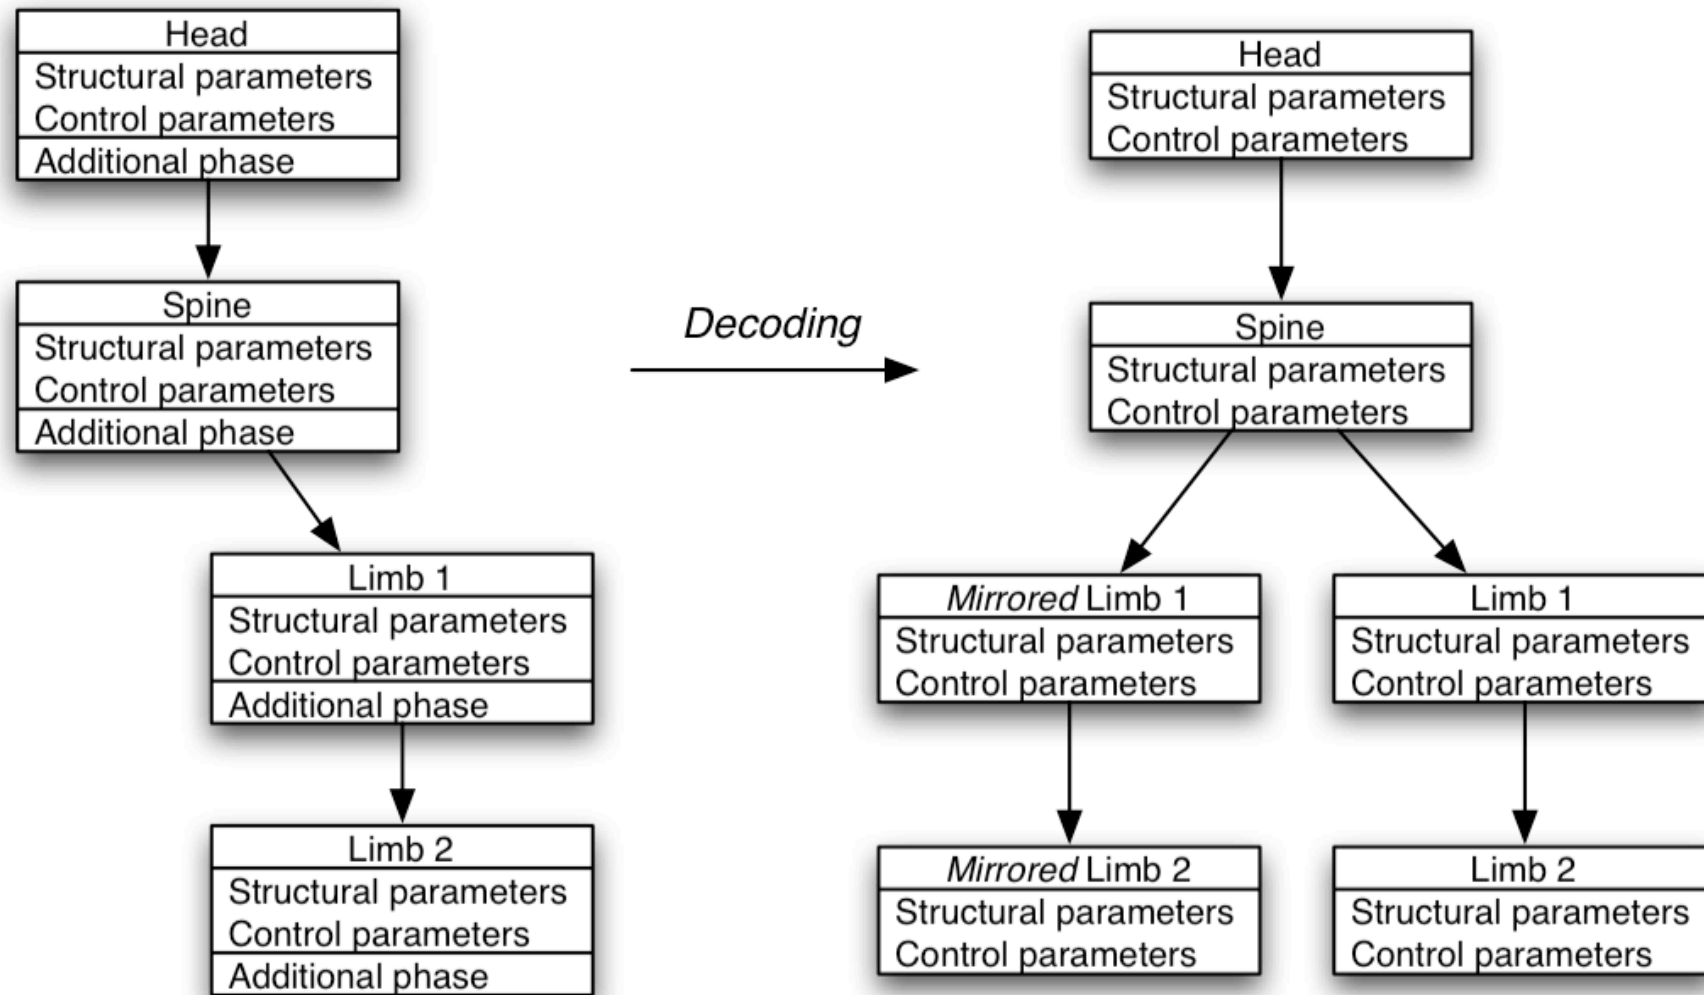 Head
Structural parameters
Control parameters
Additional phase
Spine
Structural parameters
Control parameters
Additional phase
Limb 1
Structural parameters
Control parameters
Additional phase
Limb 2
Structural parameters
Control parameters
Additional phase
Decoding
Head
Structural parameters
Control parameters
Spine
Structural parameters
Control parameters
Mirrored Limb 1
Structural parameters
Control parameters
Limb 1
Structural parameters
Control parameters
Mirrored Limb 2
Structural parameters
Control parameters
Limb 2
Structural parameters
Control parameters